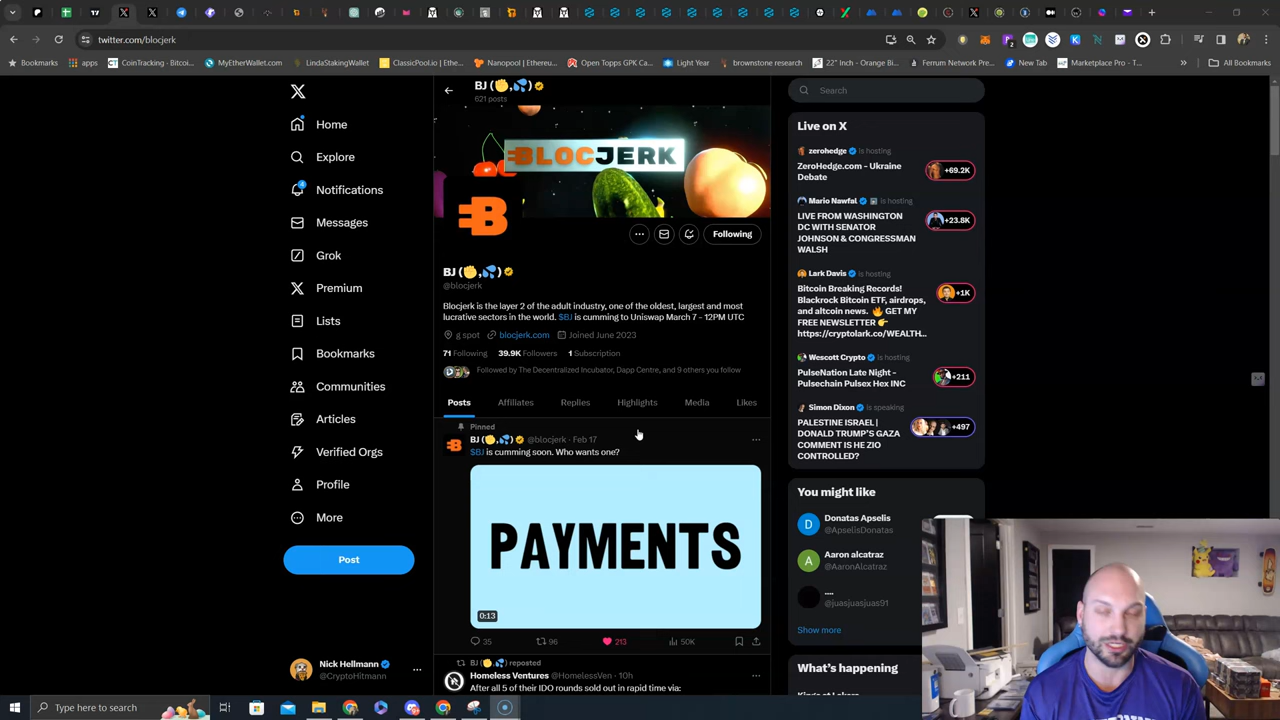 twitter.com/blocjerk
Bookmarks
apps
CoinTracking · Bitcoi...
MyEtherWallet.com
LindaStakingWallet
ClassicPool.io | Ethe...
Nanopool | Ethereu...
Open Topps GPK Ca...
Light Year
brownstone research
22" Inch - Orange Bi...
Ferrum Network Pre...
New Tab
Marketplace Pro - T...
All Bookmarks
Home
Explore
Notifications
Messages
Grok
Premium
Lists
Bookmarks
Communities
Articles
Verified Orgs
Profile
More
Post
Nick Hellmann
@CryptoHitmann
BJ (✊,💦)
621 posts
BLOCJERK
B
Following
BJ (✊,💦)
@blocjerk
Blocjerk is the layer 2 of the adult industry, one of the oldest, largest and most
lucrative sectors in the world. $BJ is cumming to Uniswap March 7 - 12PM UTC
g spot blocjerk.com Joined June 2023
71 Following 39.9K Followers 1 Subscription
Followed by The Decentralized Incubator, Dapp Centre, and 9 others you follow
Posts Affiliates Replies Highlights Media Likes
Pinned
BJ (✊,💦) @blocjerk · Feb 17
$BJ is cumming soon. Who wants one?
PAYMENTS
0:13
35 96 213 50K
BJ (✊,💦) reposted
Homeless Ventures @HomelessVen · 10h
After all 5 of their IDO rounds sold out in rapid time via:
Search
Live on X
zerohedge is hosting
ZeroHedge.com - Ukraine
Debate
+69.2K
Mario Nawfal is hosting
LIVE FROM WASHINGTON
DC WITH SENATOR
JOHNSON & CONGRESSMAN
WALSH
+23.8K
Lark Davis is hosting
Bitcoin Breaking Records!
Blackrock Bitcoin ETF, airdrops,
and altcoin news. 🔥 GET MY
FREE NEWSLETTER 👉
https://cryptolark.co/WEALTH...
+1K
Wescott Crypto is hosting
PulseNation Late Night -
Pulsechain Pulsex Hex INC
+211
Simon Dixon is speaking
PALESTINE ISRAEL |
DONALD TRUMP'S GAZA
COMMENT IS HE ZIO
CONTROLLED?
+497
You might like
Donatas Apselis
@ApselisDonatas
Aaron alcatraz
@AaronAlcatraz
....
@juasjuasjuas91
Show more
What's happening
Type here to search